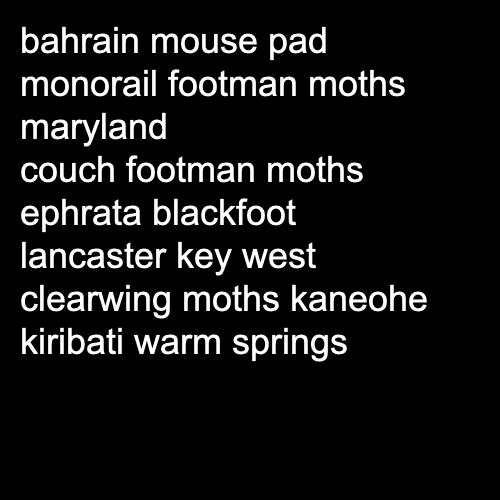 bahrain mouse pad
monorail footman moths
maryland
couch footman moths
ephrata blackfoot
lancaster key west
clearwing moths kaneohe
kiribati warm springs